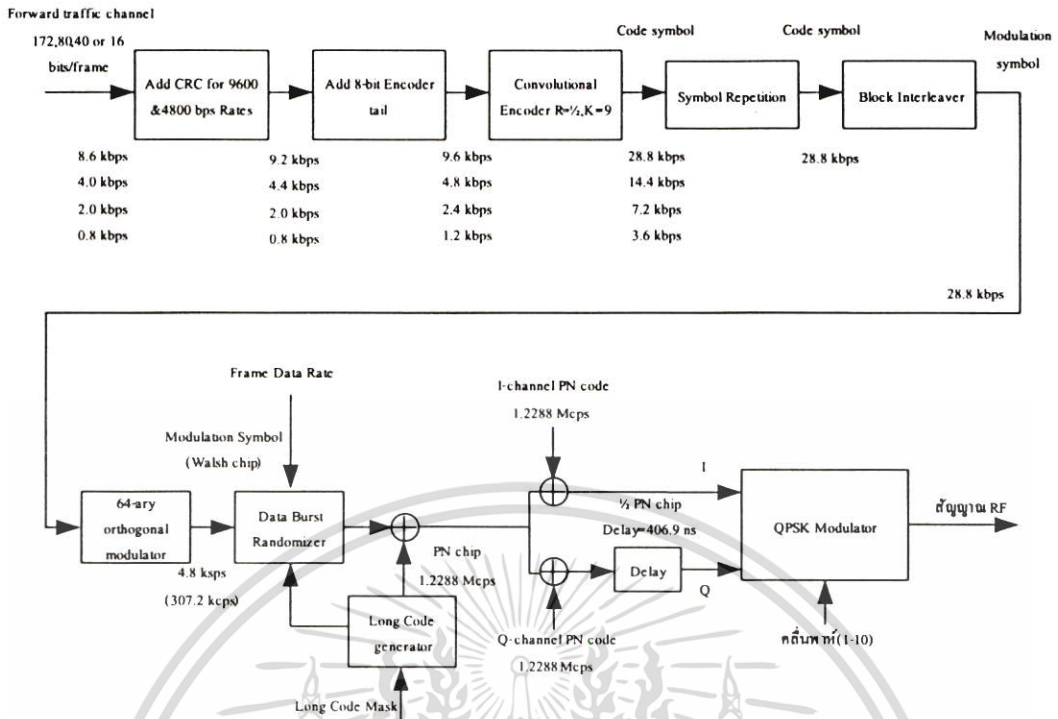 Forward traffic channel
172,80,40 or 16
bits/frame
Add CRC for 9600
&4800 bps Rates
Add 8-bit Encoder
tail
Convolutional
Encoder R=½,K=9
Code symbol
Symbol Repetition
Code symbol
Block Interleaver
Modulation
symbol
8.6 kbps
4.0 kbps
2.0 kbps
0.8 kbps
9.2 kbps
4.4 kbps
2.0 kbps
0.8 kbps
9.6 kbps
4.8 kbps
2.4 kbps
1.2 kbps
28.8 kbps
14.4 kbps
7.2 kbps
3.6 kbps
28.8 kbps
28.8 kbps
Frame Data Rate
Modulation Symbol
(Walsh chip)
64-ary
orthogonal
modulator
4.8 ksps
(307.2 kcps)
Data Burst
Randomizer
PN chip
1.2288 Mcps
Long Code
generator
Long Code Mask
I-channel PN code
1.2288 Mcps
I
½ PN chip
Delay=406.9 ns
Delay
Q
Q-channel PN code
1.2288 Mcps
QPSK Modulator
สัญญาณ RF
คลื่นพาห์(1-10)